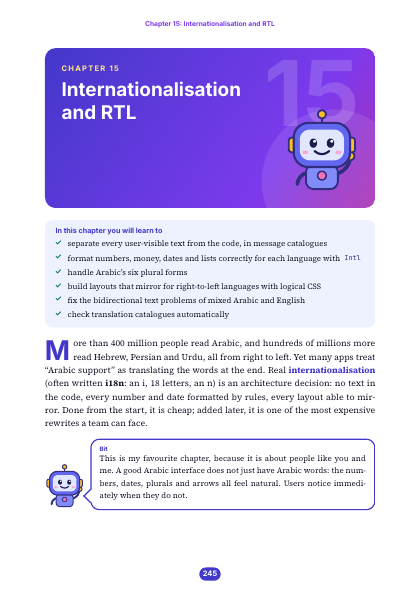 Chapter 15: Internationalisation and RTL
CHAPTER 15
15
Internationalisation
and RTL
In this chapter you will learn to
✓ separate every user-visible text from the code, in message catalogues
✓ format numbers, money, dates and lists correctly for each language with Intl
✓ handle Arabic's six plural forms
✓ build layouts that mirror for right-to-left languages with logical CSS
✓ fix the bidirectional text problems of mixed Arabic and English
✓ check translation catalogues automatically
More than 400 million people read Arabic, and hundreds of millions more
read Hebrew, Persian and Urdu, all from right to left. Yet many apps treat
“Arabic support” as translating the words at the end. Real internationalisation
(often written i18n: an i, 18 letters, an n) is an architecture decision: no text in
the code, every number and date formatted by rules, every layout able to mir-
ror. Done from the start, it is cheap; added later, it is one of the most expensive
rewrites a team can face.
Bit
This is my favourite chapter, because it is about people like you and
me. A good Arabic interface does not just have Arabic words: the num-
bers, dates, plurals and arrows all feel natural. Users notice immedi-
ately when they do not.
245